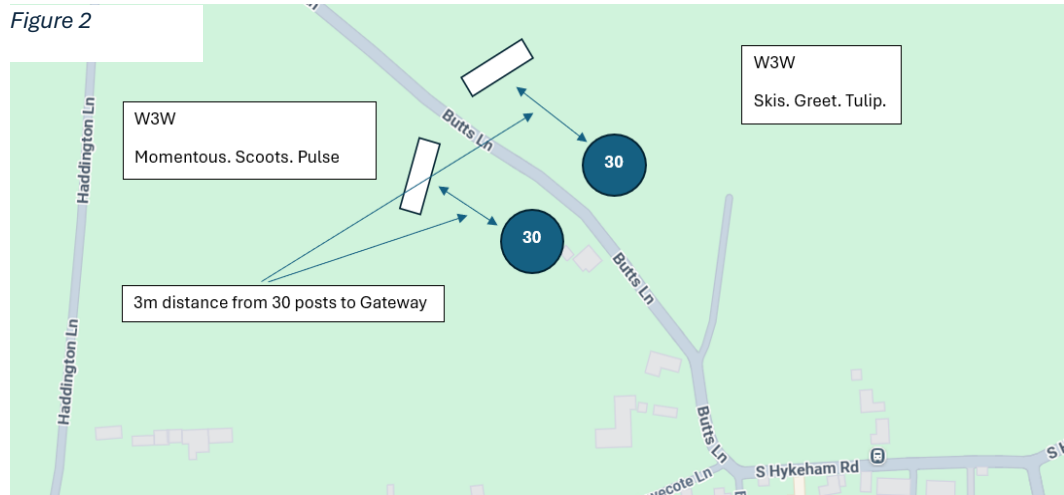 Figure 2
W3W
Skis. Greet. Tulip.
W3W
Momentous. Scoots. Pulse
Haddington Ln
Butts Ln
30
30
3m distance from 30 posts to Gateway
Butts Ln
Haddington Ln
Butts Ln
S Hykeham Rd